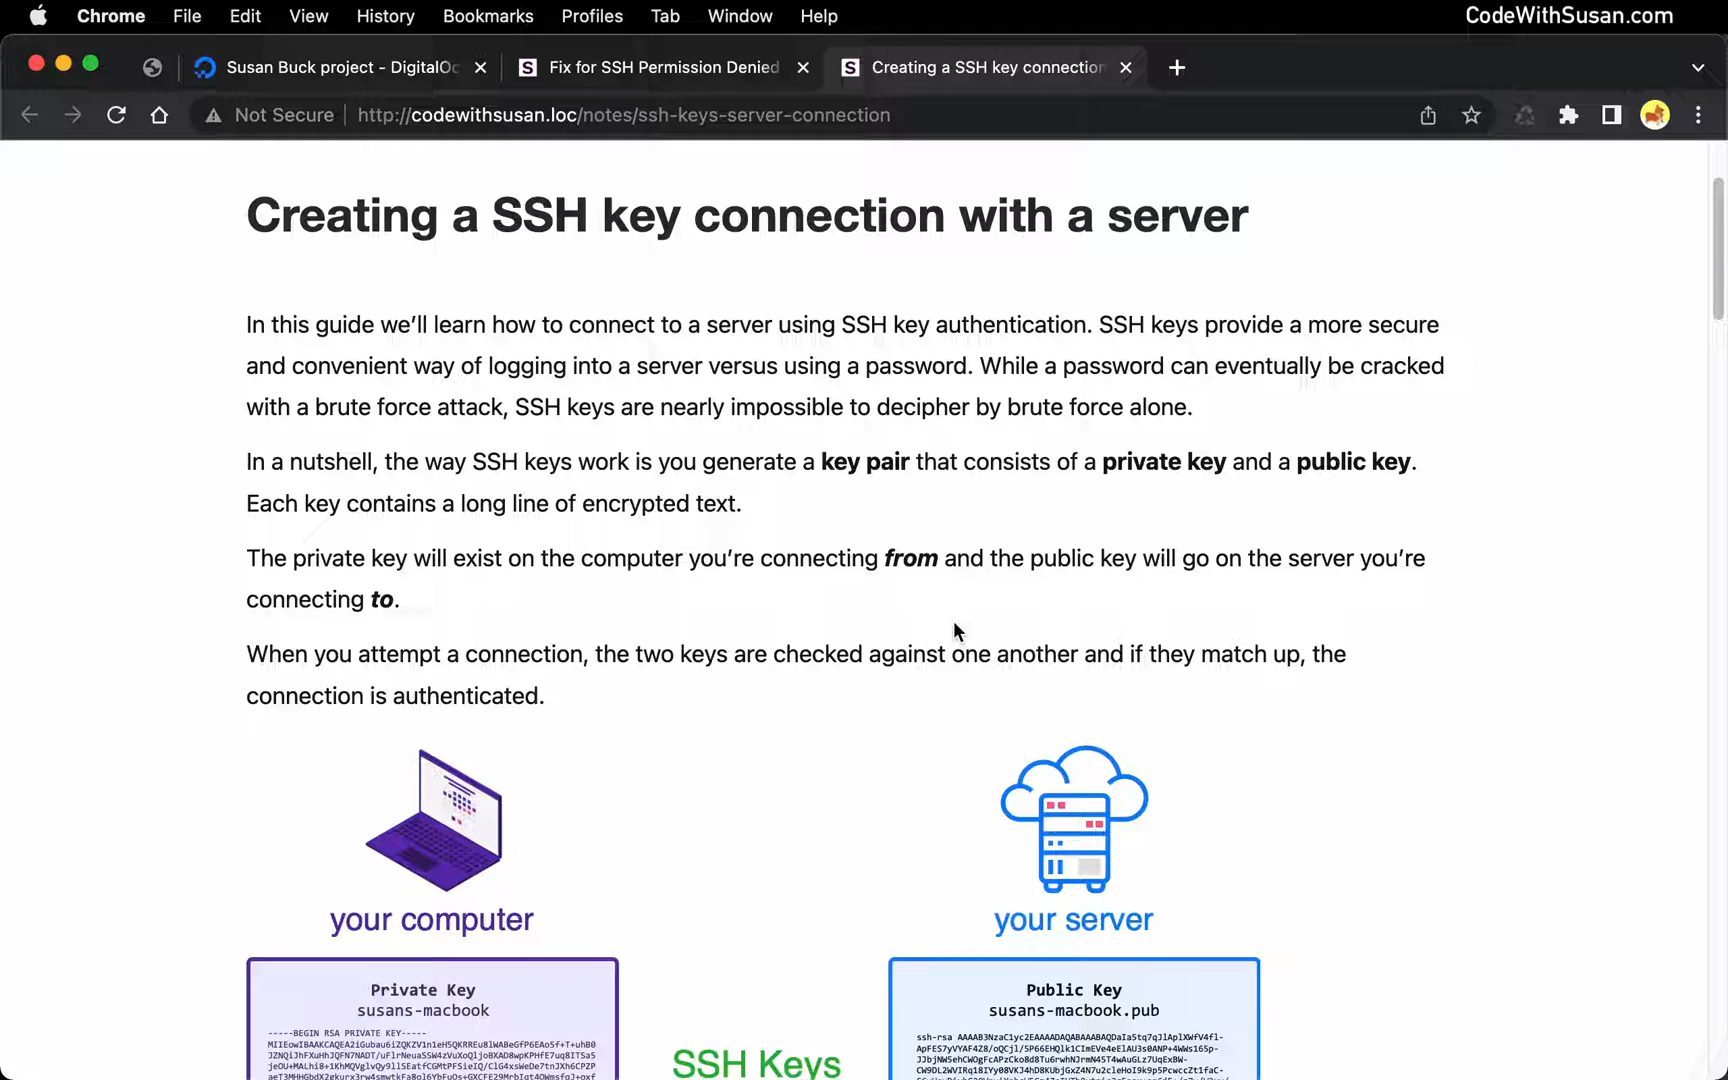 Chrome File Edit View History Bookmarks Profiles Tab Window Help CodeWithSusan.com
Susan Buck project - DigitalOc Fix for SSH Permission Denied Creating a SSH key connection
Not Secure http://codewithsusan.loc/notes/ssh-keys-server-connection
Creating a SSH key connection with a server
In this guide we’ll learn how to connect to a server using SSH key authentication. SSH keys provide a more secure
and convenient way of logging into a server versus using a password. While a password can eventually be cracked
with a brute force attack, SSH keys are nearly impossible to decipher by brute force alone.
In a nutshell, the way SSH keys work is you generate a key pair that consists of a private key and a public key.
Each key contains a long line of encrypted text.
The private key will exist on the computer you’re connecting from and the public key will go on the server you’re
connecting to.
When you attempt a connection, the two keys are checked against one another and if they match up, the
connection is authenticated.
your computer
your server
Private Key
susans-macbook
-----BEGIN RSA PRIVATE KEY-----
SSH Keys
Public Key
susans-macbook.pub
ssh-rsa